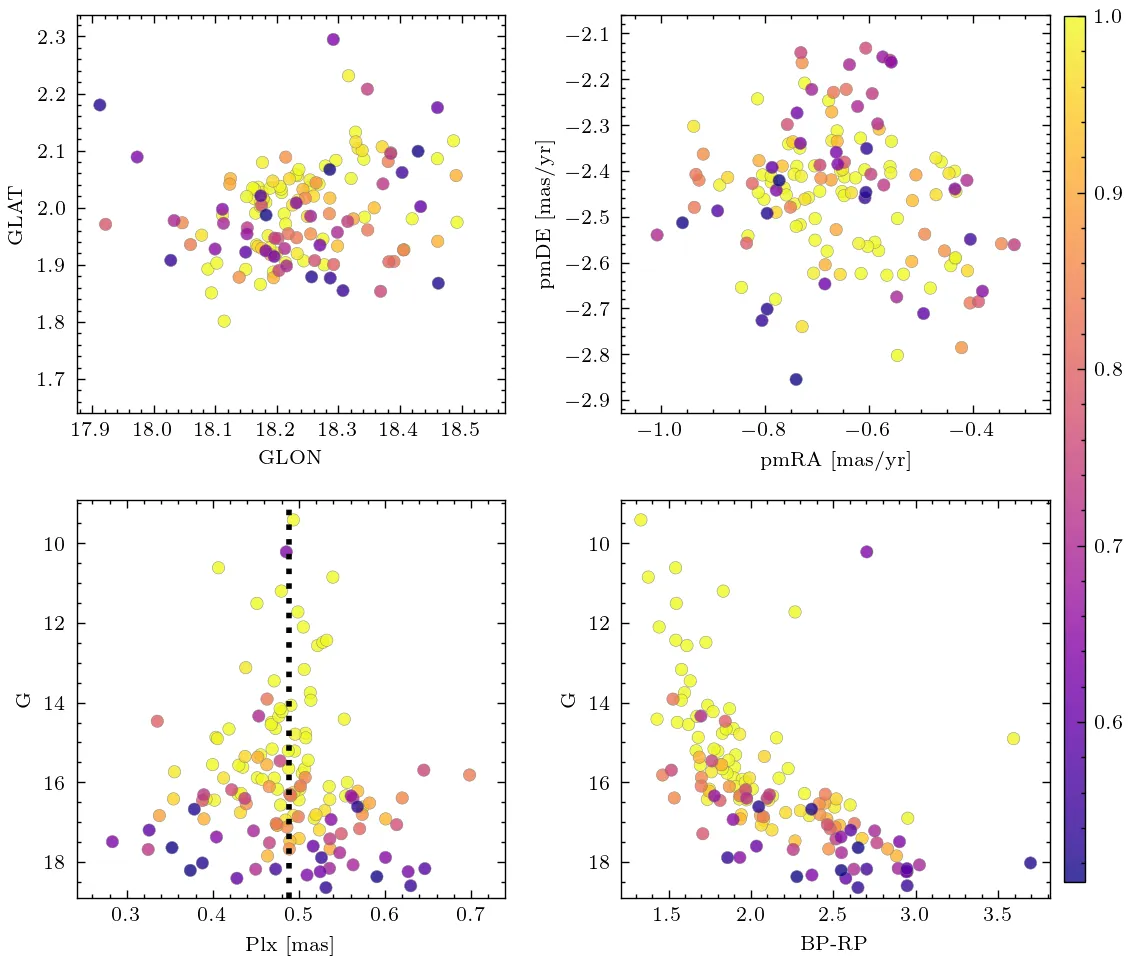 2.3
2.2
2.1
2.0
1.9
1.8
1.7
GLAT
17.9 18.0 18.1 18.2 18.3 18.4 18.5
GLON
−2.1
−2.2
−2.3
−2.4
−2.5
−2.6
−2.7
−2.8
−2.9
pmDE [mas/yr]
−1.0 −0.8 −0.6 −0.4
pmRA [mas/yr]
1.0
0.9
0.8
0.7
0.6
10
12
14
16
18
G
0.3 0.4 0.5 0.6 0.7
Plx [mas]
10
12
14
16
18
G
1.5 2.0 2.5 3.0 3.5
BP-RP